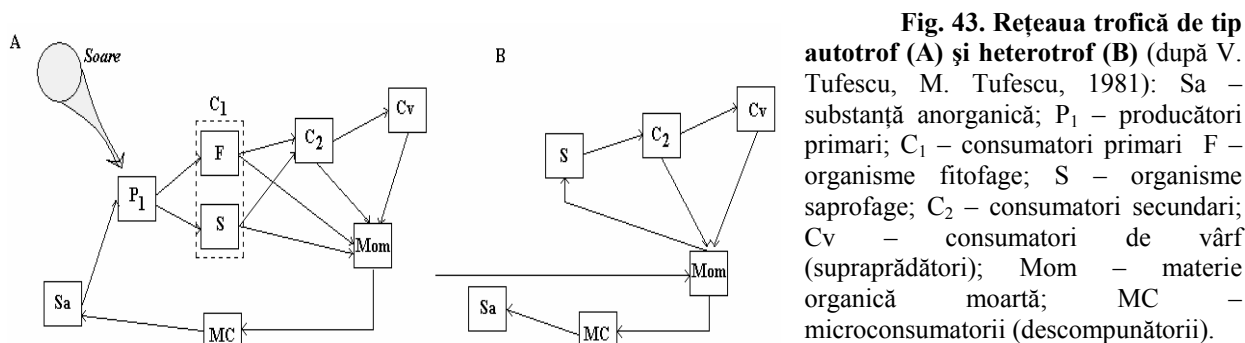 A
Soare
C1
F
S
P1
C2
Cv
Mom
Sa
MC
B
S
C2
Cv
Mom
Sa
MC
Fig. 43. Rețeaua trofică de tip
autotrof (A) şi heterotrof (B) (după V.
Tufescu, M. Tufescu, 1981): Sa –
substanță anorganică; P1 – producători
primari; C1 – consumatori primari F –
organisme fitofage; S – organisme
saprofage; C2 – consumatori secundari;
Cv – consumatori de vârf
(supraprădători); Mom – materie
organică moartă; MC –
microconsumatorii (descompunătorii).